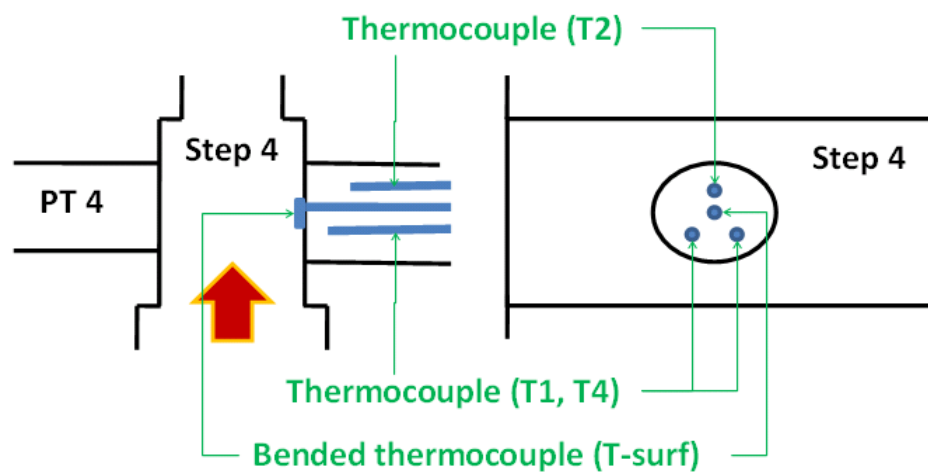 Thermocouple (T2)
Step 4
Step 4
PT 4
Thermocouple (T1, T4)
Bended thermocouple (T-surf)